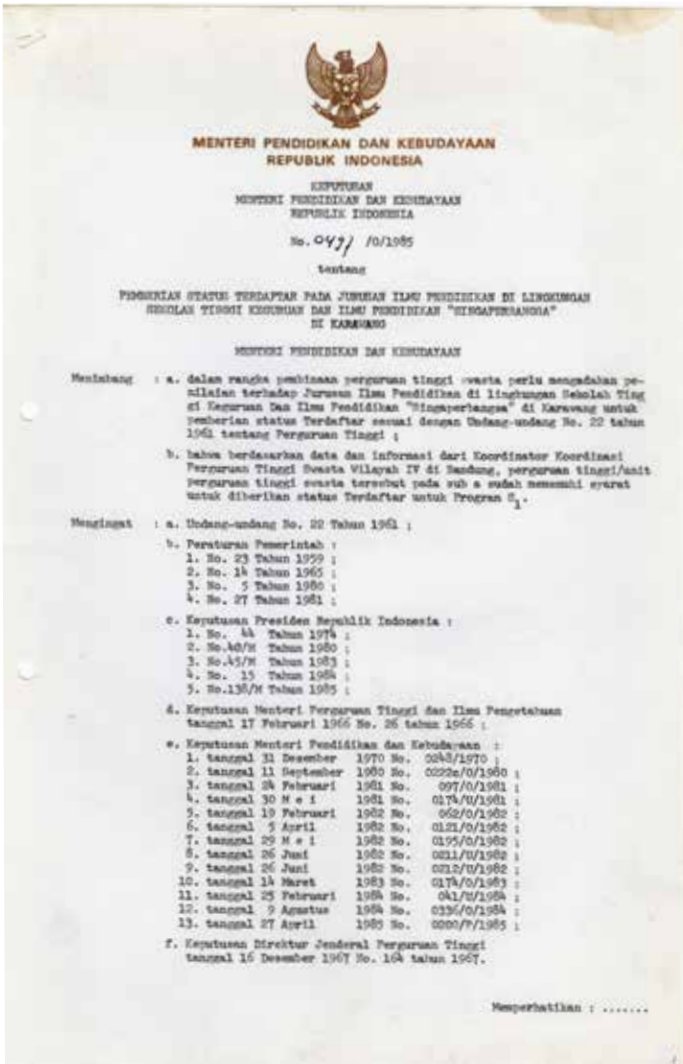 MENTERI PENDIDIKAN DAN KEBUDAYAAN
REPUBLIK INDONESIA
KEPUTUSAN
MENTERI PENDIDIKAN DAN KEBUDAYAAN
REPUBLIK INDONESIA
No. /0/1985
tentang
PEMBERIAN STATUS TERDAFTAR PADA JURUSAN ILMU PENDIDIKAN DI LINGKUNGAN
SEKOLAH TINGGI KEGURUAN DAN ILMU PENDIDIKAN "SINGAPERBANGSA"
DI KARAWANG
MENTERI PENDIDIKAN DAN KEBUDAYAAN
Menimbang : a. dalam rangka pembinaan perguruan tinggi swasta perlu mengadakan pe-
nilaian terhadap Jurusan Ilmu Pendidikan di lingkungan Sekolah Ting
gi Keguruan Dan Ilmu Pendidikan "Singaperbangsa" di Karawang untuk
pemberian status Terdaftar sesuai dengan Undang-undang No. 22 tahun
1961 tentang Perguruan Tinggi ;
b. bahwa berdasarkan data dan informasi dari Koordinator Koordinasi
Perguruan Tinggi Swasta Wilayah IV di Bandung, perguruan tinggi/unit
perguruan tinggi swasta tersebut pada sub a sudah memenuhi syarat
untuk diberikan status Terdaftar untuk Program S1.
Mengingat : a. Undang-undang No. 22 Tahun 1961 ;
b. Peraturan Pemerintah :
1. No. 23 Tahun 1959 ;
2. No. 14 Tahun 1965 ;
3. No. 5 Tahun 1980 ;
4. No. 27 Tahun 1981 ;
c. Keputusan Presiden Republik Indonesia :
1. No. 44 Tahun 1974 ;
2. No.40/M Tahun 1980 ;
3. No.45/M Tahun 1983 ;
4. No. 15 Tahun 1984 ;
5. No.138/M Tahun 1985 ;
d. Keputusan Menteri Perguruan Tinggi dan Ilmu Pengetahuan
tanggal 17 Februari 1966 No. 26 tahun 1966 ;
e. Keputusan Menteri Pendidikan dan Kebudayaan :
1. tanggal 31 Desember 1970 No. 0248/1970 ;
2. tanggal 11 September 1980 No. 0222e/0/1980 ;
3. tanggal 24 Februari 1981 No. 097/0/1981 ;
4. tanggal 30 M e i 1981 No. 0174/U/1981 ;
5. tanggal 19 Februari 1982 No. 062/0/1982 ;
6. tanggal 5 April 1982 No. 0121/0/1982 ;
7. tanggal 29 M e i 1982 No. 0195/0/1982 ;
8. tanggal 26 Juni 1982 No. 0211/U/1982 ;
9. tanggal 26 Juni 1982 No. 0212/U/1982 ;
10. tanggal 14 Maret 1983 No. 0174/0/1983 ;
11. tanggal 25 Februari 1984 No. 041/U/1984 ;
12. tanggal 9 Agustus 1984 No. 0336/0/1984 ;
13. tanggal 27 April 1985 No. 0200/P/1985 ;
f. Keputusan Direktur Jenderal Perguruan Tinggi
tanggal 16 Desember 1967 No. 164 tahun 1967.
Memperhatikan : .......